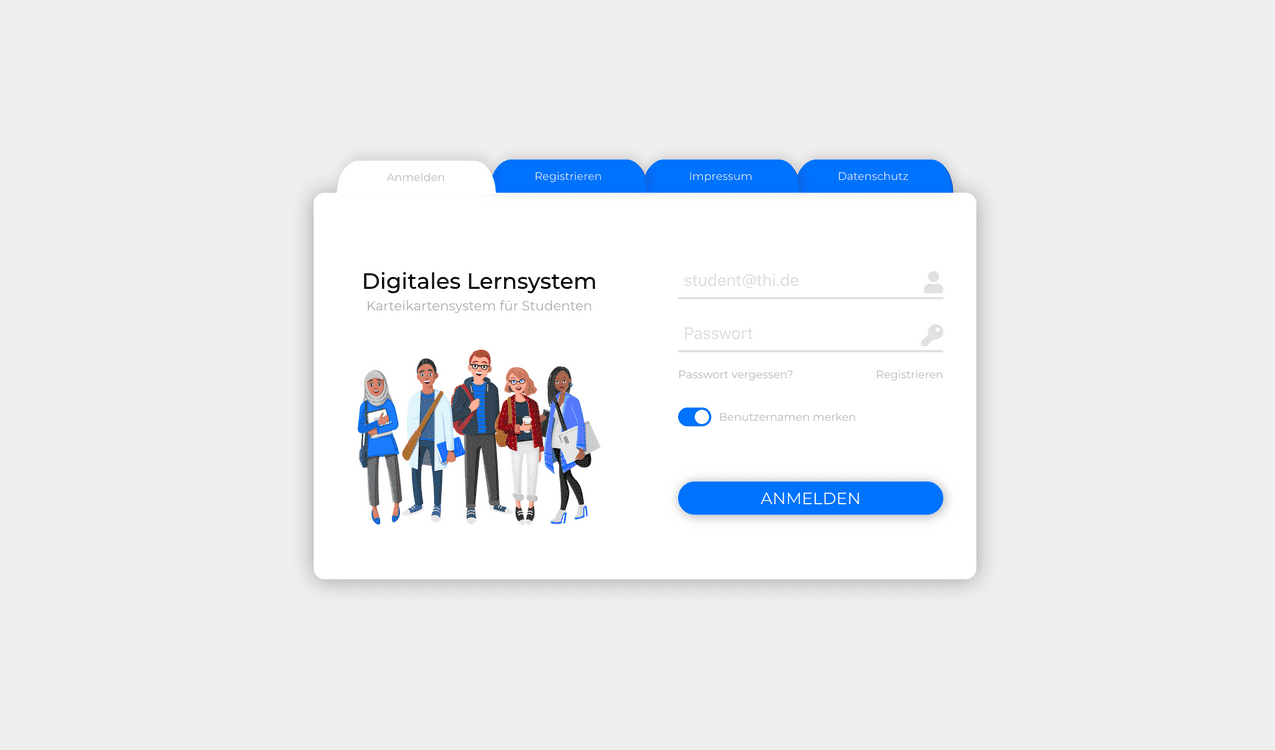 Anmelden
Registrieren
Impressum
Datenschutz
Digitales Lernsystem
Karteikartensystem für Studenten
student@thi.de
Passwort
Passwort vergessen?
Registrieren
Benutzernamen merken
ANMELDEN